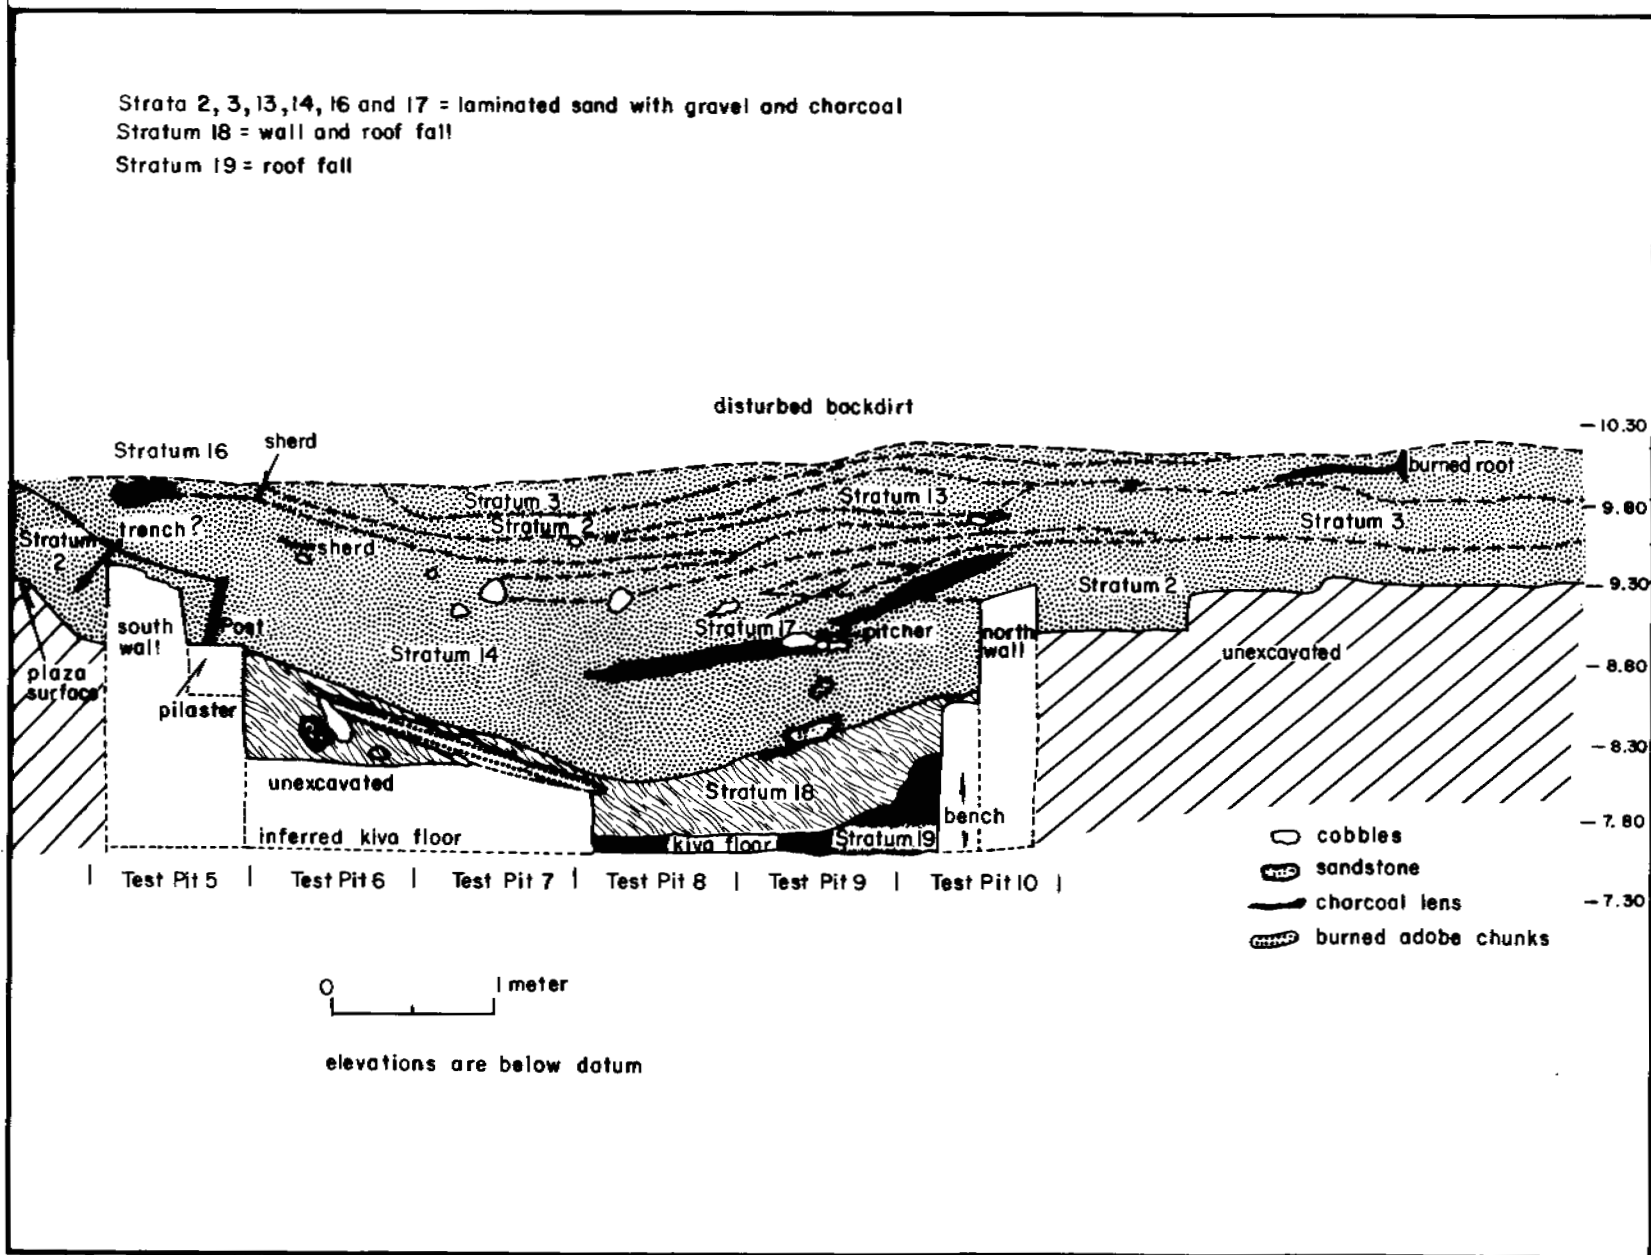 Strata 2, 3, 13, 14, 16 and 17 = laminated sand with gravel and charcoal
Stratum 18 = wall and roof fall
Stratum 19 = roof fall
disturbed backdirt
Stratum 16
sherd
-10.30
burned root
Stratum 3
Stratum 13
Stratum 2
-9.80
Stratum 3
trench?
Stratum
2
sherd
-9.30
Stratum 2
south
wall
Post
Stratum 17
pitcher
north
wall
Stratum 14
unexcavated
-8.80
plaza
surface
pilaster
-8.30
unexcavated
Stratum 18
bench
-7.80
inferred kiva floor
kiva floor
Stratum 19
cobbles
sandstone
Test Pit 5
Test Pit 6
Test Pit 7
Test Pit 8
Test Pit 9
Test Pit 10
-7.30
charcoal lens
burned adobe chunks
0
1 meter
elevations are below datum